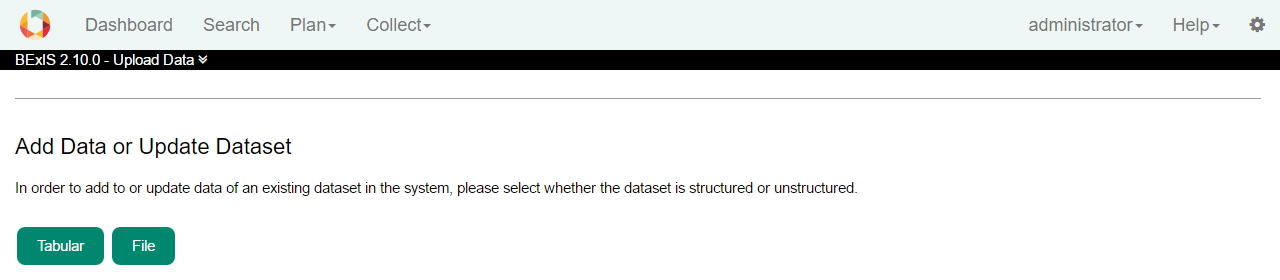 Dashboard Search Plan Collect administrator Help
BExIS 2.10.0 - Upload Data
Add Data or Update Dataset
In order to add to or update data of an existing dataset in the system, please select whether the dataset is structured or unstructured.
Tabular File